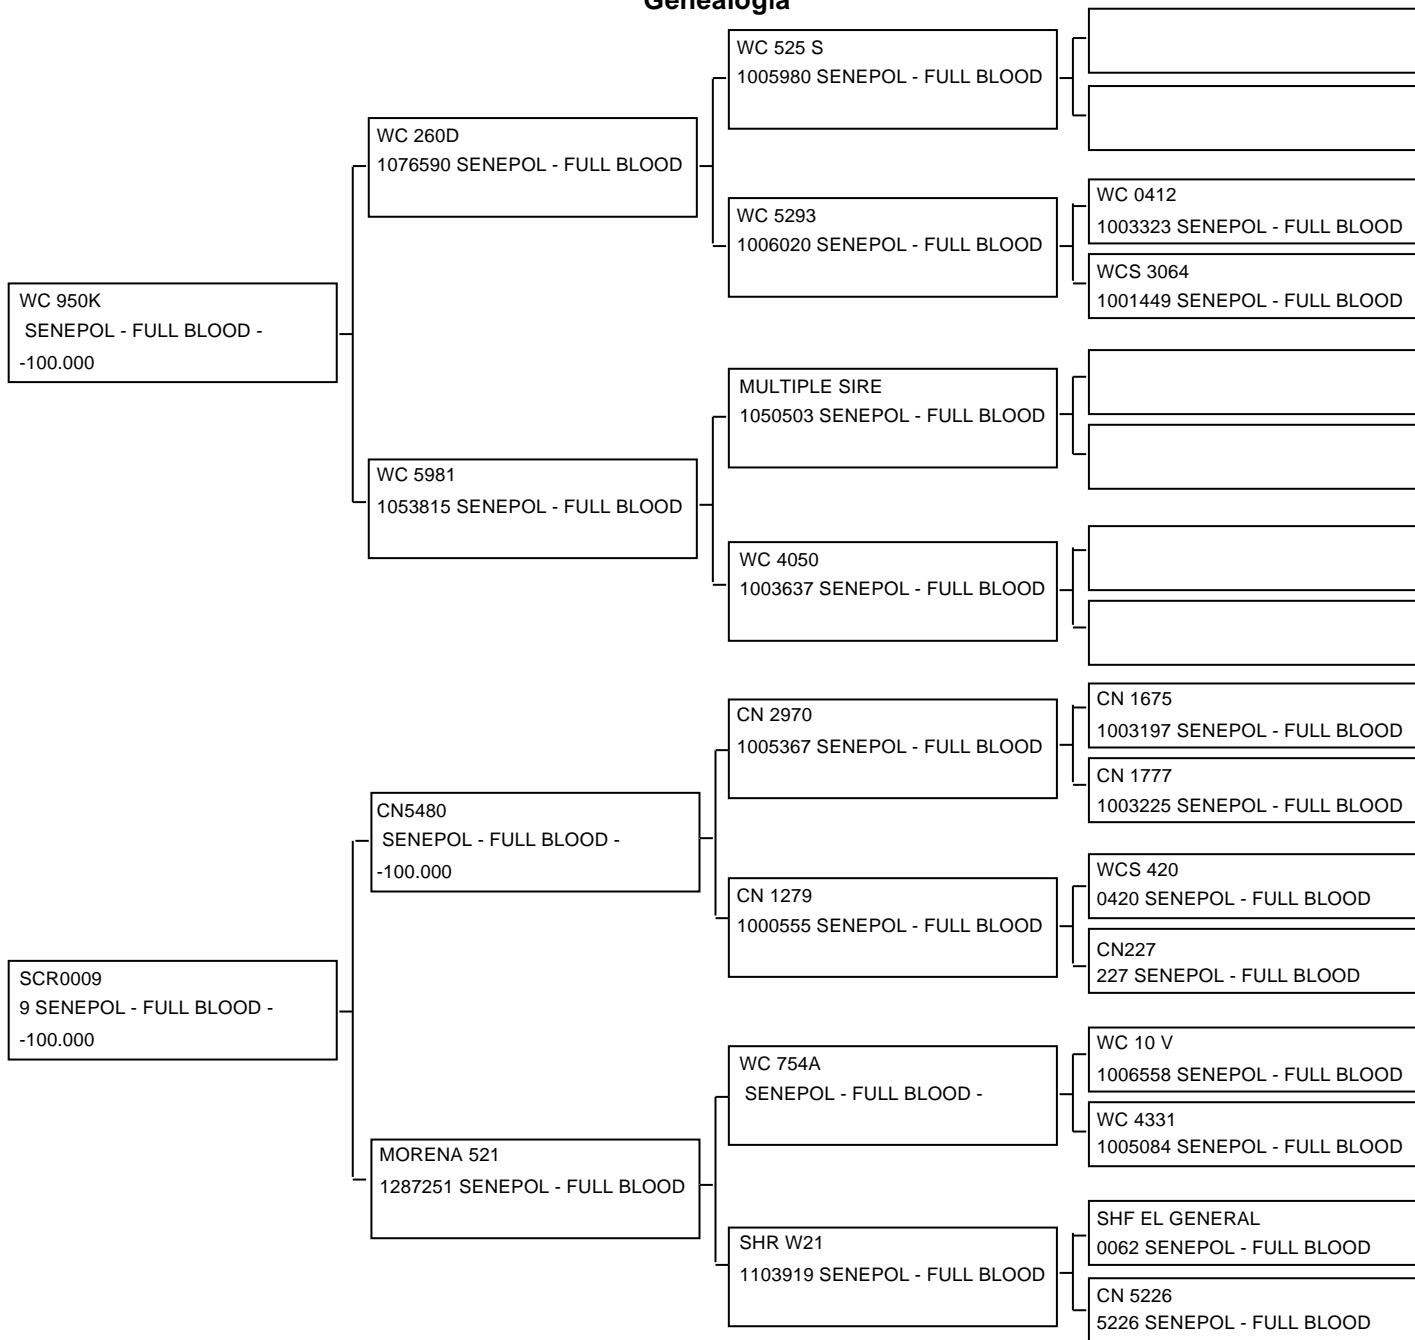 Genealogia
WC 950K
SENEPOL - FULL BLOOD -
-100.000
WC 260D
1076590 SENEPOL - FULL BLOOD
WC 5981
1053815 SENEPOL - FULL BLOOD
WC 525 S
1005980 SENEPOL - FULL BLOOD
WC 5293
1006020 SENEPOL - FULL BLOOD
WC 0412
1003323 SENEPOL - FULL BLOOD
WCS 3064
1001449 SENEPOL - FULL BLOOD
MULTIPLE SIRE
1050503 SENEPOL - FULL BLOOD
WC 4050
1003637 SENEPOL - FULL BLOOD
SCR0009
9 SENEPOL - FULL BLOOD -
-100.000
CN5480
SENEPOL - FULL BLOOD -
-100.000
MORENA 521
1287251 SENEPOL - FULL BLOOD
CN 2970
1005367 SENEPOL - FULL BLOOD
CN 1279
1000555 SENEPOL - FULL BLOOD
CN 1675
1003197 SENEPOL - FULL BLOOD
CN 1777
1003225 SENEPOL - FULL BLOOD
WCS 420
0420 SENEPOL - FULL BLOOD
CN227
227 SENEPOL - FULL BLOOD
WC 754A
SENEPOL - FULL BLOOD -
SHR W21
1103919 SENEPOL - FULL BLOOD
WC 10 V
1006558 SENEPOL - FULL BLOOD
WC 4331
1005084 SENEPOL - FULL BLOOD
SHF EL GENERAL
0062 SENEPOL - FULL BLOOD
CN 5226
5226 SENEPOL - FULL BLOOD